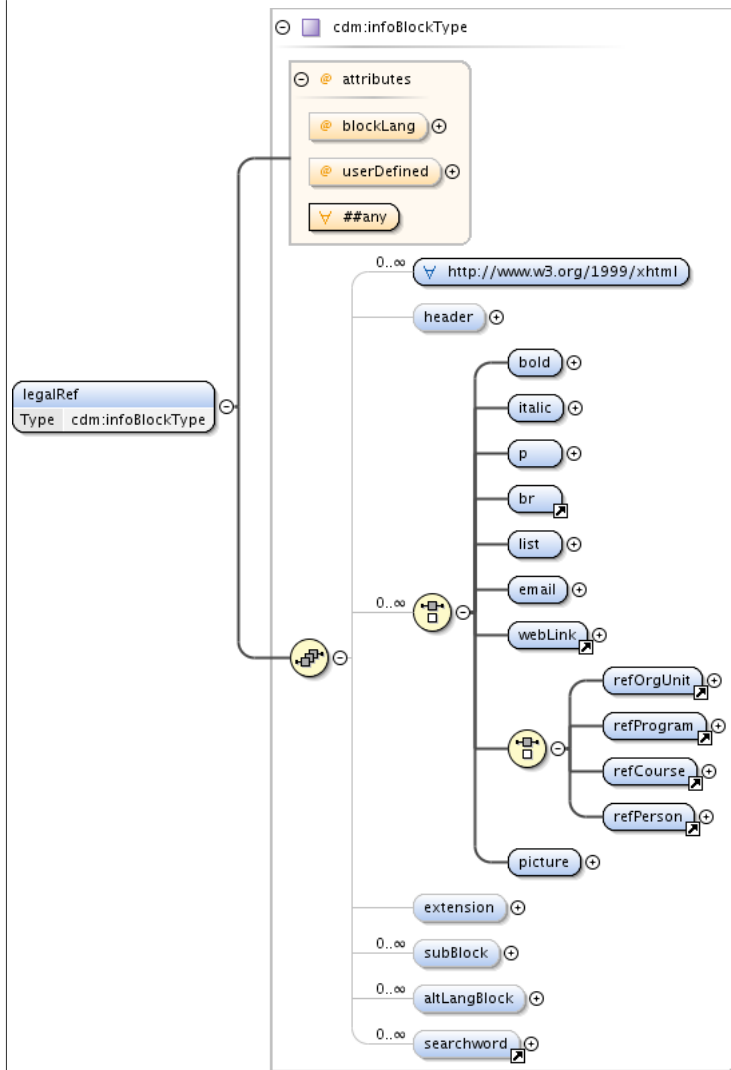 cdm:infoBlockType
@ attributes
@ blockLang
@ userDefined
∀ ##any
0..∞
∀ http://www.w3.org/1999/xhtml
header
bold
italic
p
legalRef
Type cdm:infoBlockType
br
list
email
0..∞
webLink
refOrgUnit
refProgram
refCourse
refPerson
picture
extension
0..∞
subBlock
0..∞
altLangBlock
0..∞
searchword